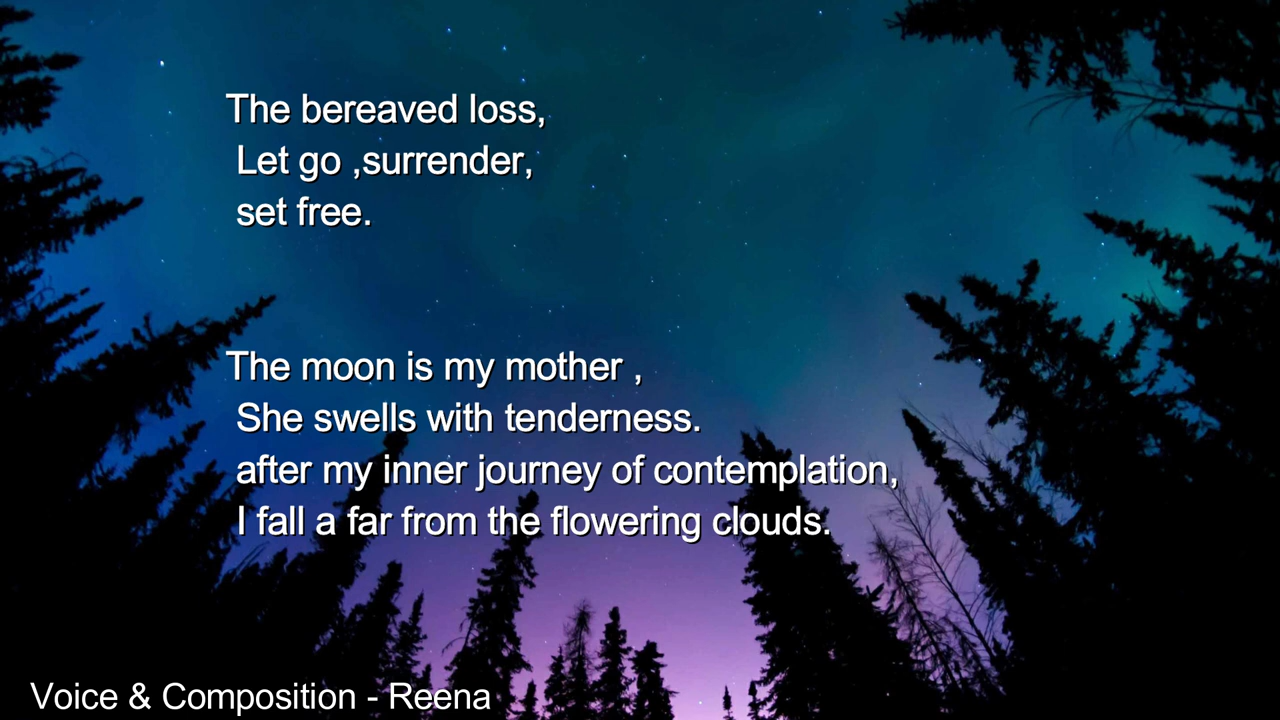 The bereaved loss,
Let go ,surrender,
set free.
The moon is my mother ,
She swells with tenderness.
after my inner journey of contemplation,
I fall a far from the flowering clouds.
Voice & Composition - Reena